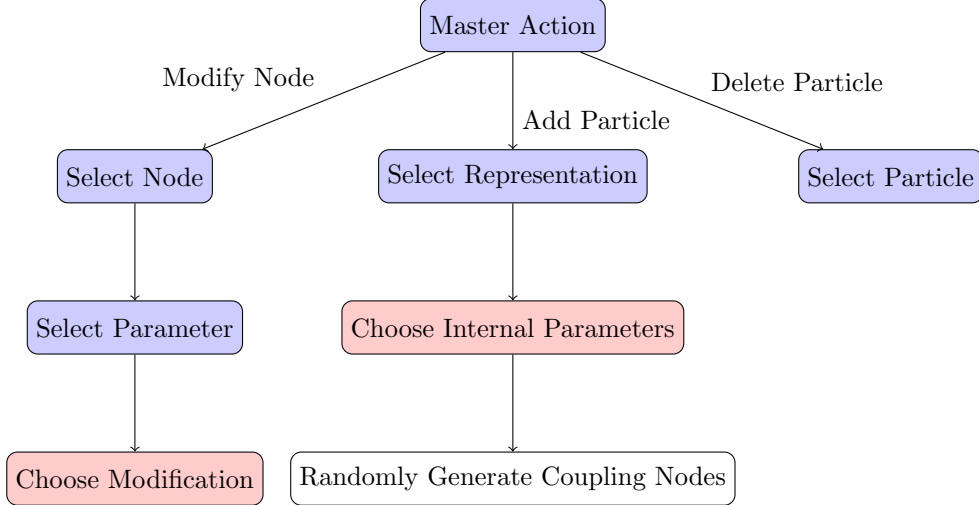 Master Action
Modify Node
Delete Particle
Add Particle
Select Node
Select Representation
Select Particle
Select Parameter
Choose Internal Parameters
Choose Modification
Randomly Generate Coupling Nodes